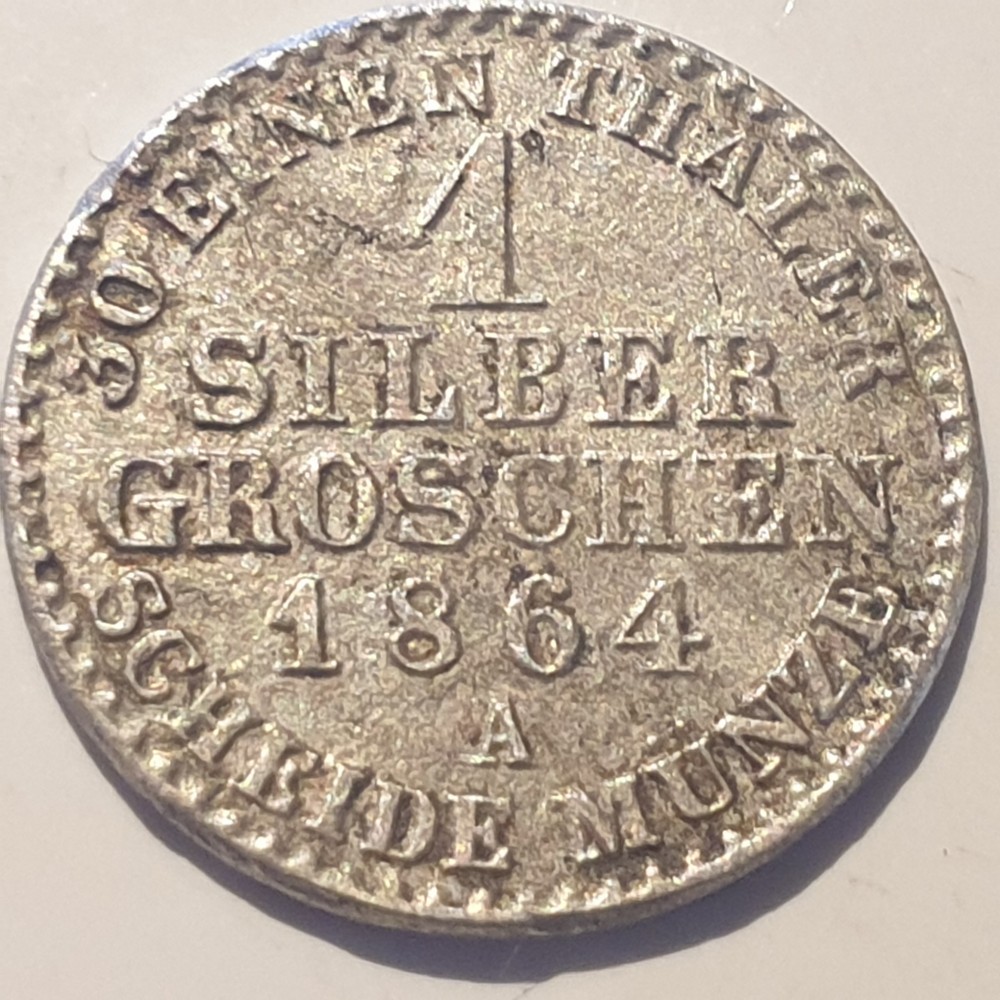 30 EINEN THALER
1
SILBER
GROSCHEN
1864
A
SCHEIDE MÜNZE